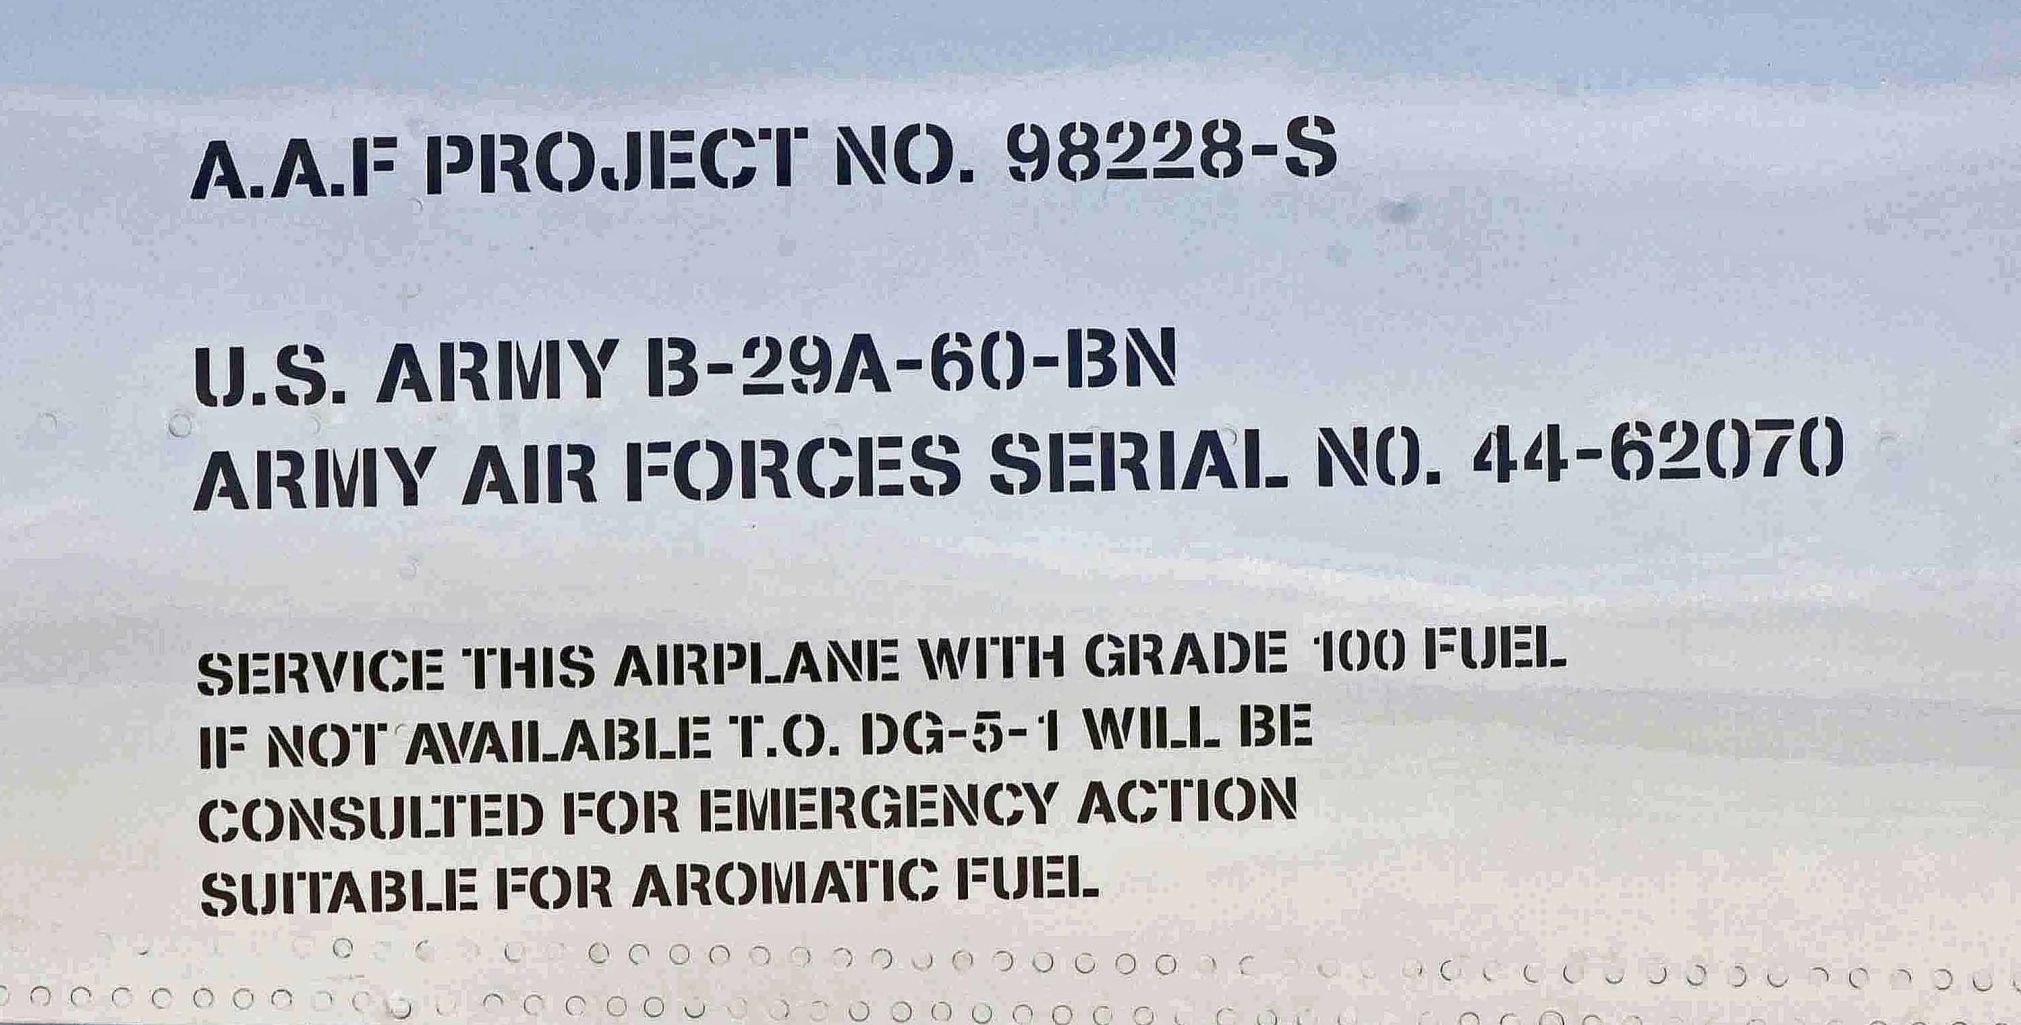 A.A.F PROJECT NO. 98228-S
U.S. ARMY B-29A-60-BN
ARMY AIR FORCES SERIAL NO. 44-62070
SERVICE THIS AIRPLANE WITH GRADE 100 FUEL
IF NOT AVAILABLE T.O. DG-5-1 WILL BE
CONSULTED FOR EMERGENCY ACTION
SUITABLE FOR AROMATIC FUEL